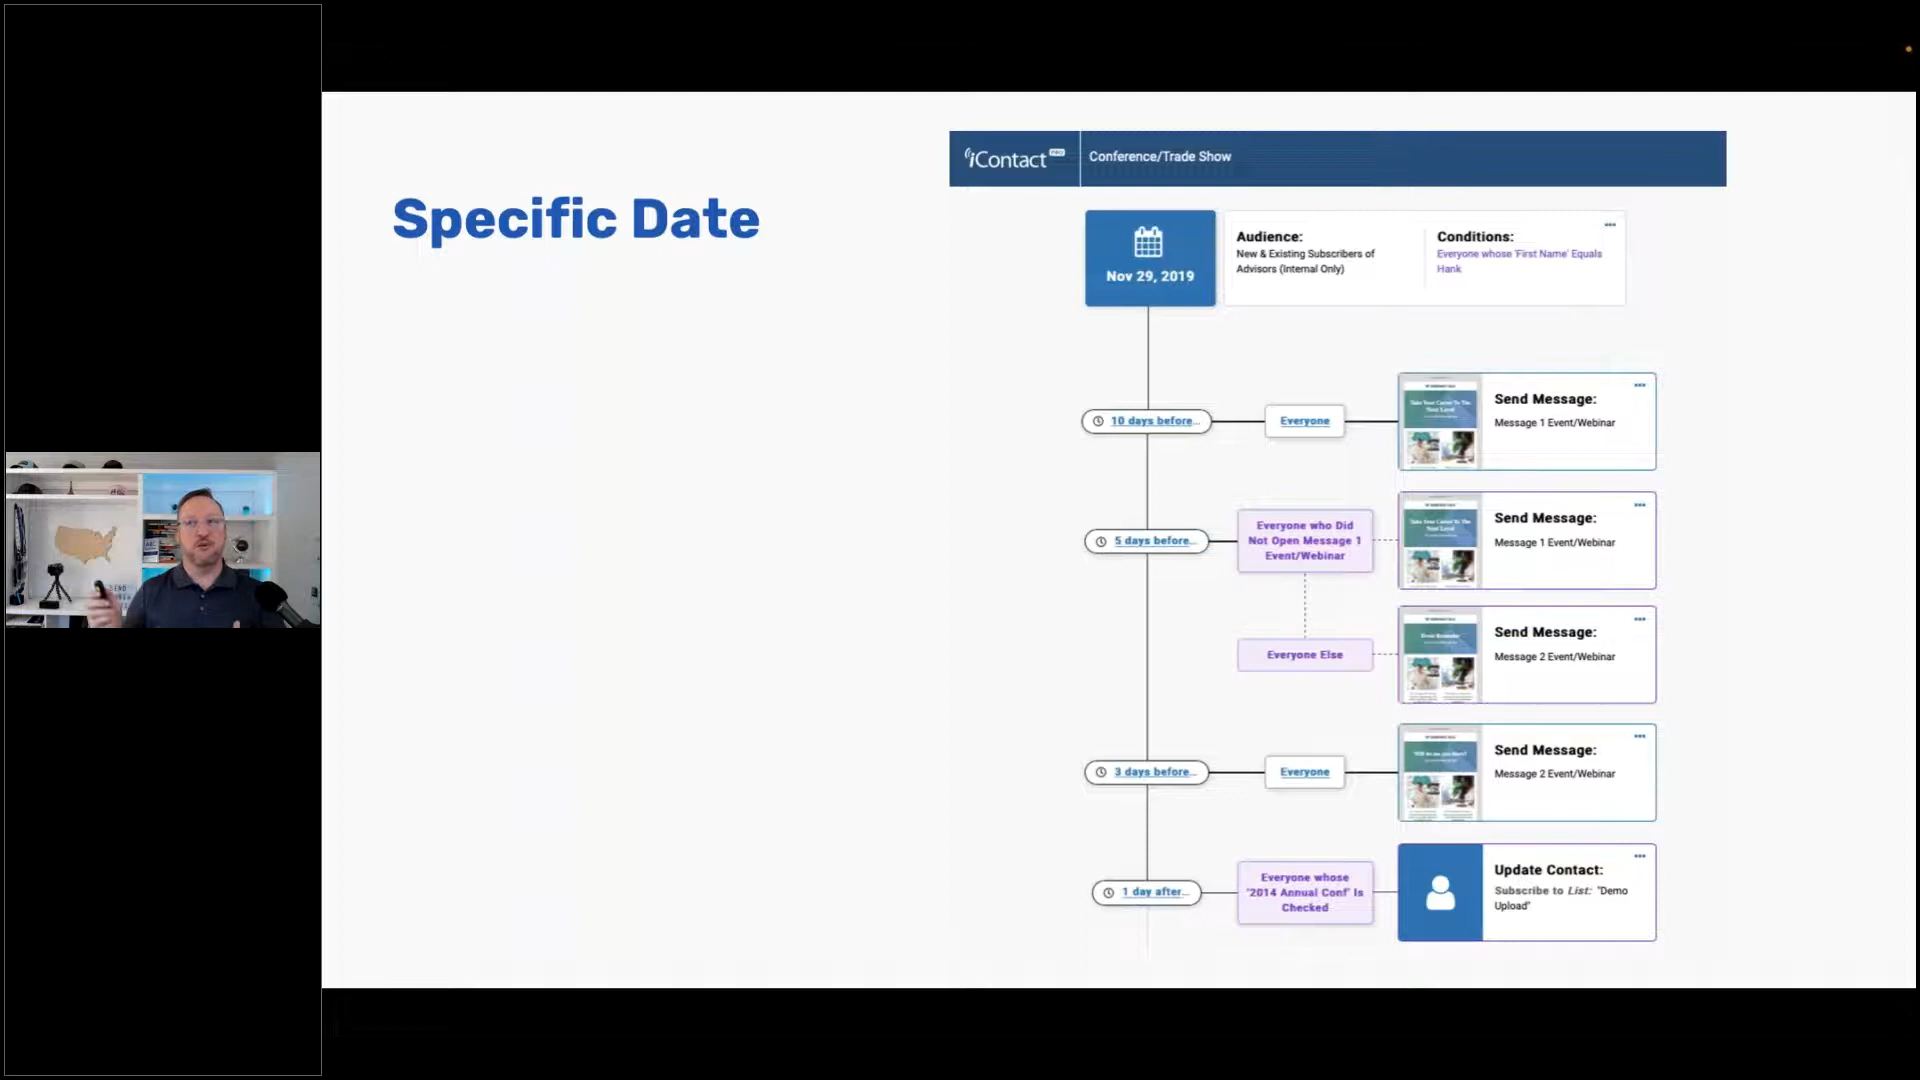 Specific Date
iContact PRO
Conference/Trade Show
Nov 29, 2019
Audience:
New & Existing Subscribers of
Advisors (Internal Only)
Conditions:
Everyone whose 'First Name' Equals
Hank
10 days before...
Everyone
Send Message:
Message 1 Event/Webinar
5 days before...
Everyone who Did
Not Open Message 1
Event/Webinar
Send Message:
Message 1 Event/Webinar
Everyone Else
Send Message:
Message 2 Event/Webinar
3 days before...
Everyone
Send Message:
Message 2 Event/Webinar
1 day after...
Everyone whose
'2014 Annual Conf' Is
Checked
Update Contact:
Subscribe to List: "Demo
Upload"